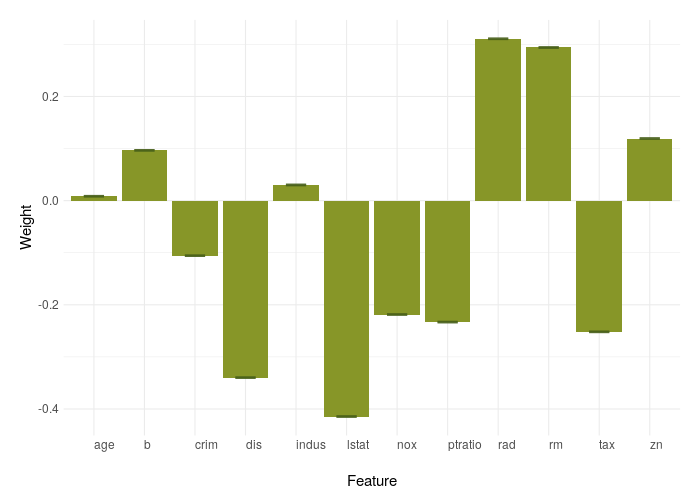 0.2
0.0
-0.2
-0.4
Weight
age b crim dis indus lstat nox ptratio rad rm tax zn
Feature